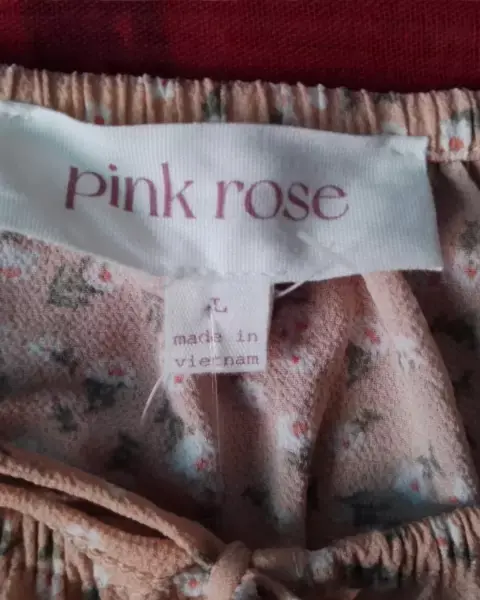 pink rose
L
made in
vietnam